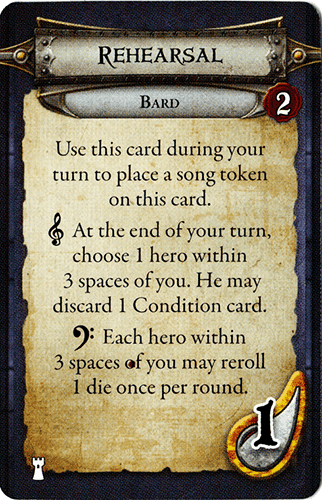 REHEARSAL
BARD
2
Use this card during your
turn to place a song token
on this card.
At the end of your turn,
choose 1 hero within
3 spaces of you. He may
discard 1 Condition card.
Each hero within
3 spaces of you may reroll
1 die once per round.
1